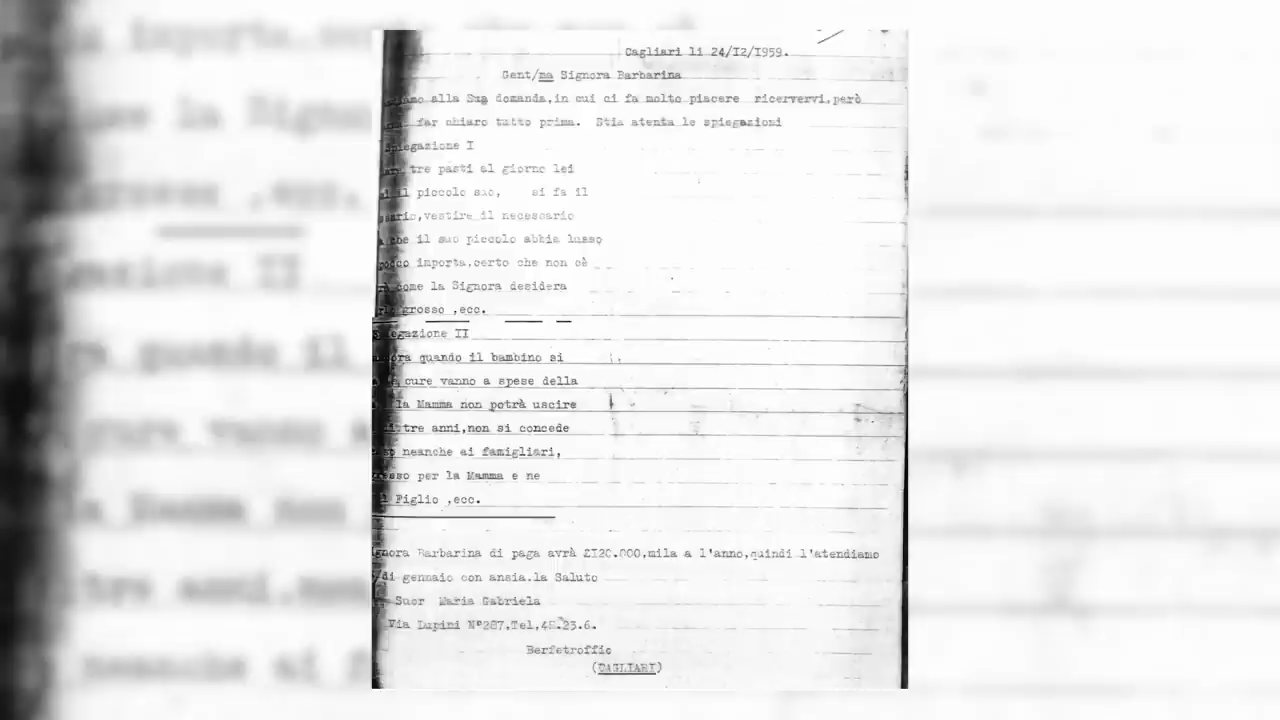 Cagliari li 24/I2/I959.
Gent/ma Signora Barbarina
alla Sua domanda,in cui ci fa molto piacere ricervervi,però
far chiaro tutto prima. Stia atenta le spiegazioni
spiegazione I
tre pasti al giorno lei
il piccolo suo, si fa il
vestire il necessario
che il suo piccolo abbia lusso
importa,certo che non cè
come la Signora desidera
grosso ,ecc.
spiegazione II
quando il bambino si
cure vanno a spese della
la Mamma non potrà uscire
tre anni,non si concede
neanche ai famigliari,
per la Mamma e ne
Figlio ,ecc.
Barbarina di paga avrà £I20.000,mila a l'anno,quindi l'atendiamo
di gennaio con ansia.la Saluto
Suor Maria Gabriela
Via Dupini N°287,Tel,48.23.6.
Berfetroffic
(CAGLIARI)